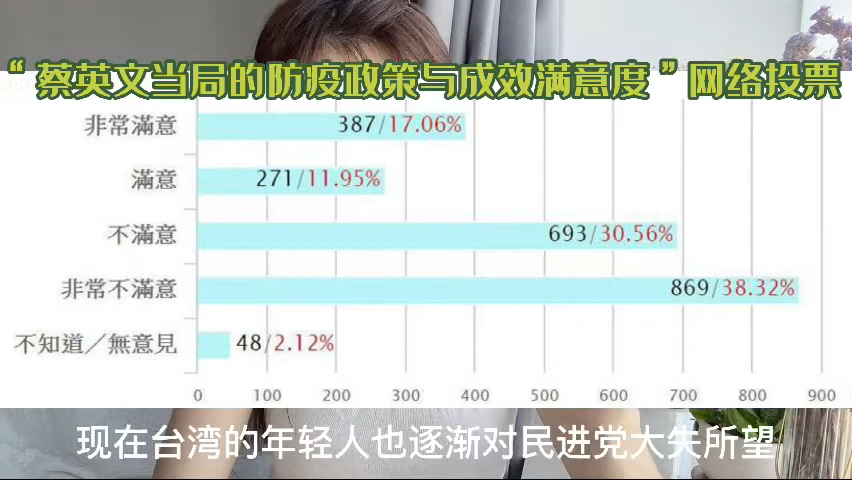 “蔡英文当局的防疫政策与成效满意度”网络投票
非常滿意 387/17.06%
滿意 271/11.95%
不滿意 693/30.56%
非常不滿意 869/38.32%
不知道／無意見 48/2.12%
0 100 200 300 400 500 600 700 800 900
现在台湾的年轻人也逐渐对民进党大失所望